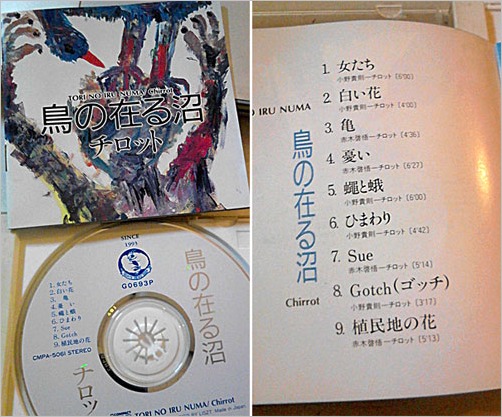 TORI NO IRU NUMA/ Chirrot
鳥の在る沼
チロット
SINCE
1993
G0693P
鳥の在る沼
1. 女たち
2. 白い花
3. 亀
4. 憂い
5. 蠅と蛾
6. ひまわり
7. Sue
8. Gotch
9. 植民地の花
CMPA-5061 STEREO
チロッ
NO IRU NUMA/ Chirrot
BY LISZT. Made in Japan
1. 女たち
小野貴則—チロット〔6'00〕
2. 白い花
小野貴則—チロット〔4'00〕
3. 亀
赤木啓悟—チロット〔4'36〕
4. 憂い
赤木啓悟—チロット〔6'27〕
5. 蠅と蛾
小野貴則—チロット〔6'00〕
6. ひまわり
小野貴則—チロット〔4'42〕
7. Sue
赤木啓悟—チロット〔5'14〕
8. Gotch(ゴッチ)
小野貴則—チロット〔3'17〕
9. 植民地の花
赤木啓悟—チロット〔5'13〕
NO IRU NUMA
鳥の在る沼
Chirrot